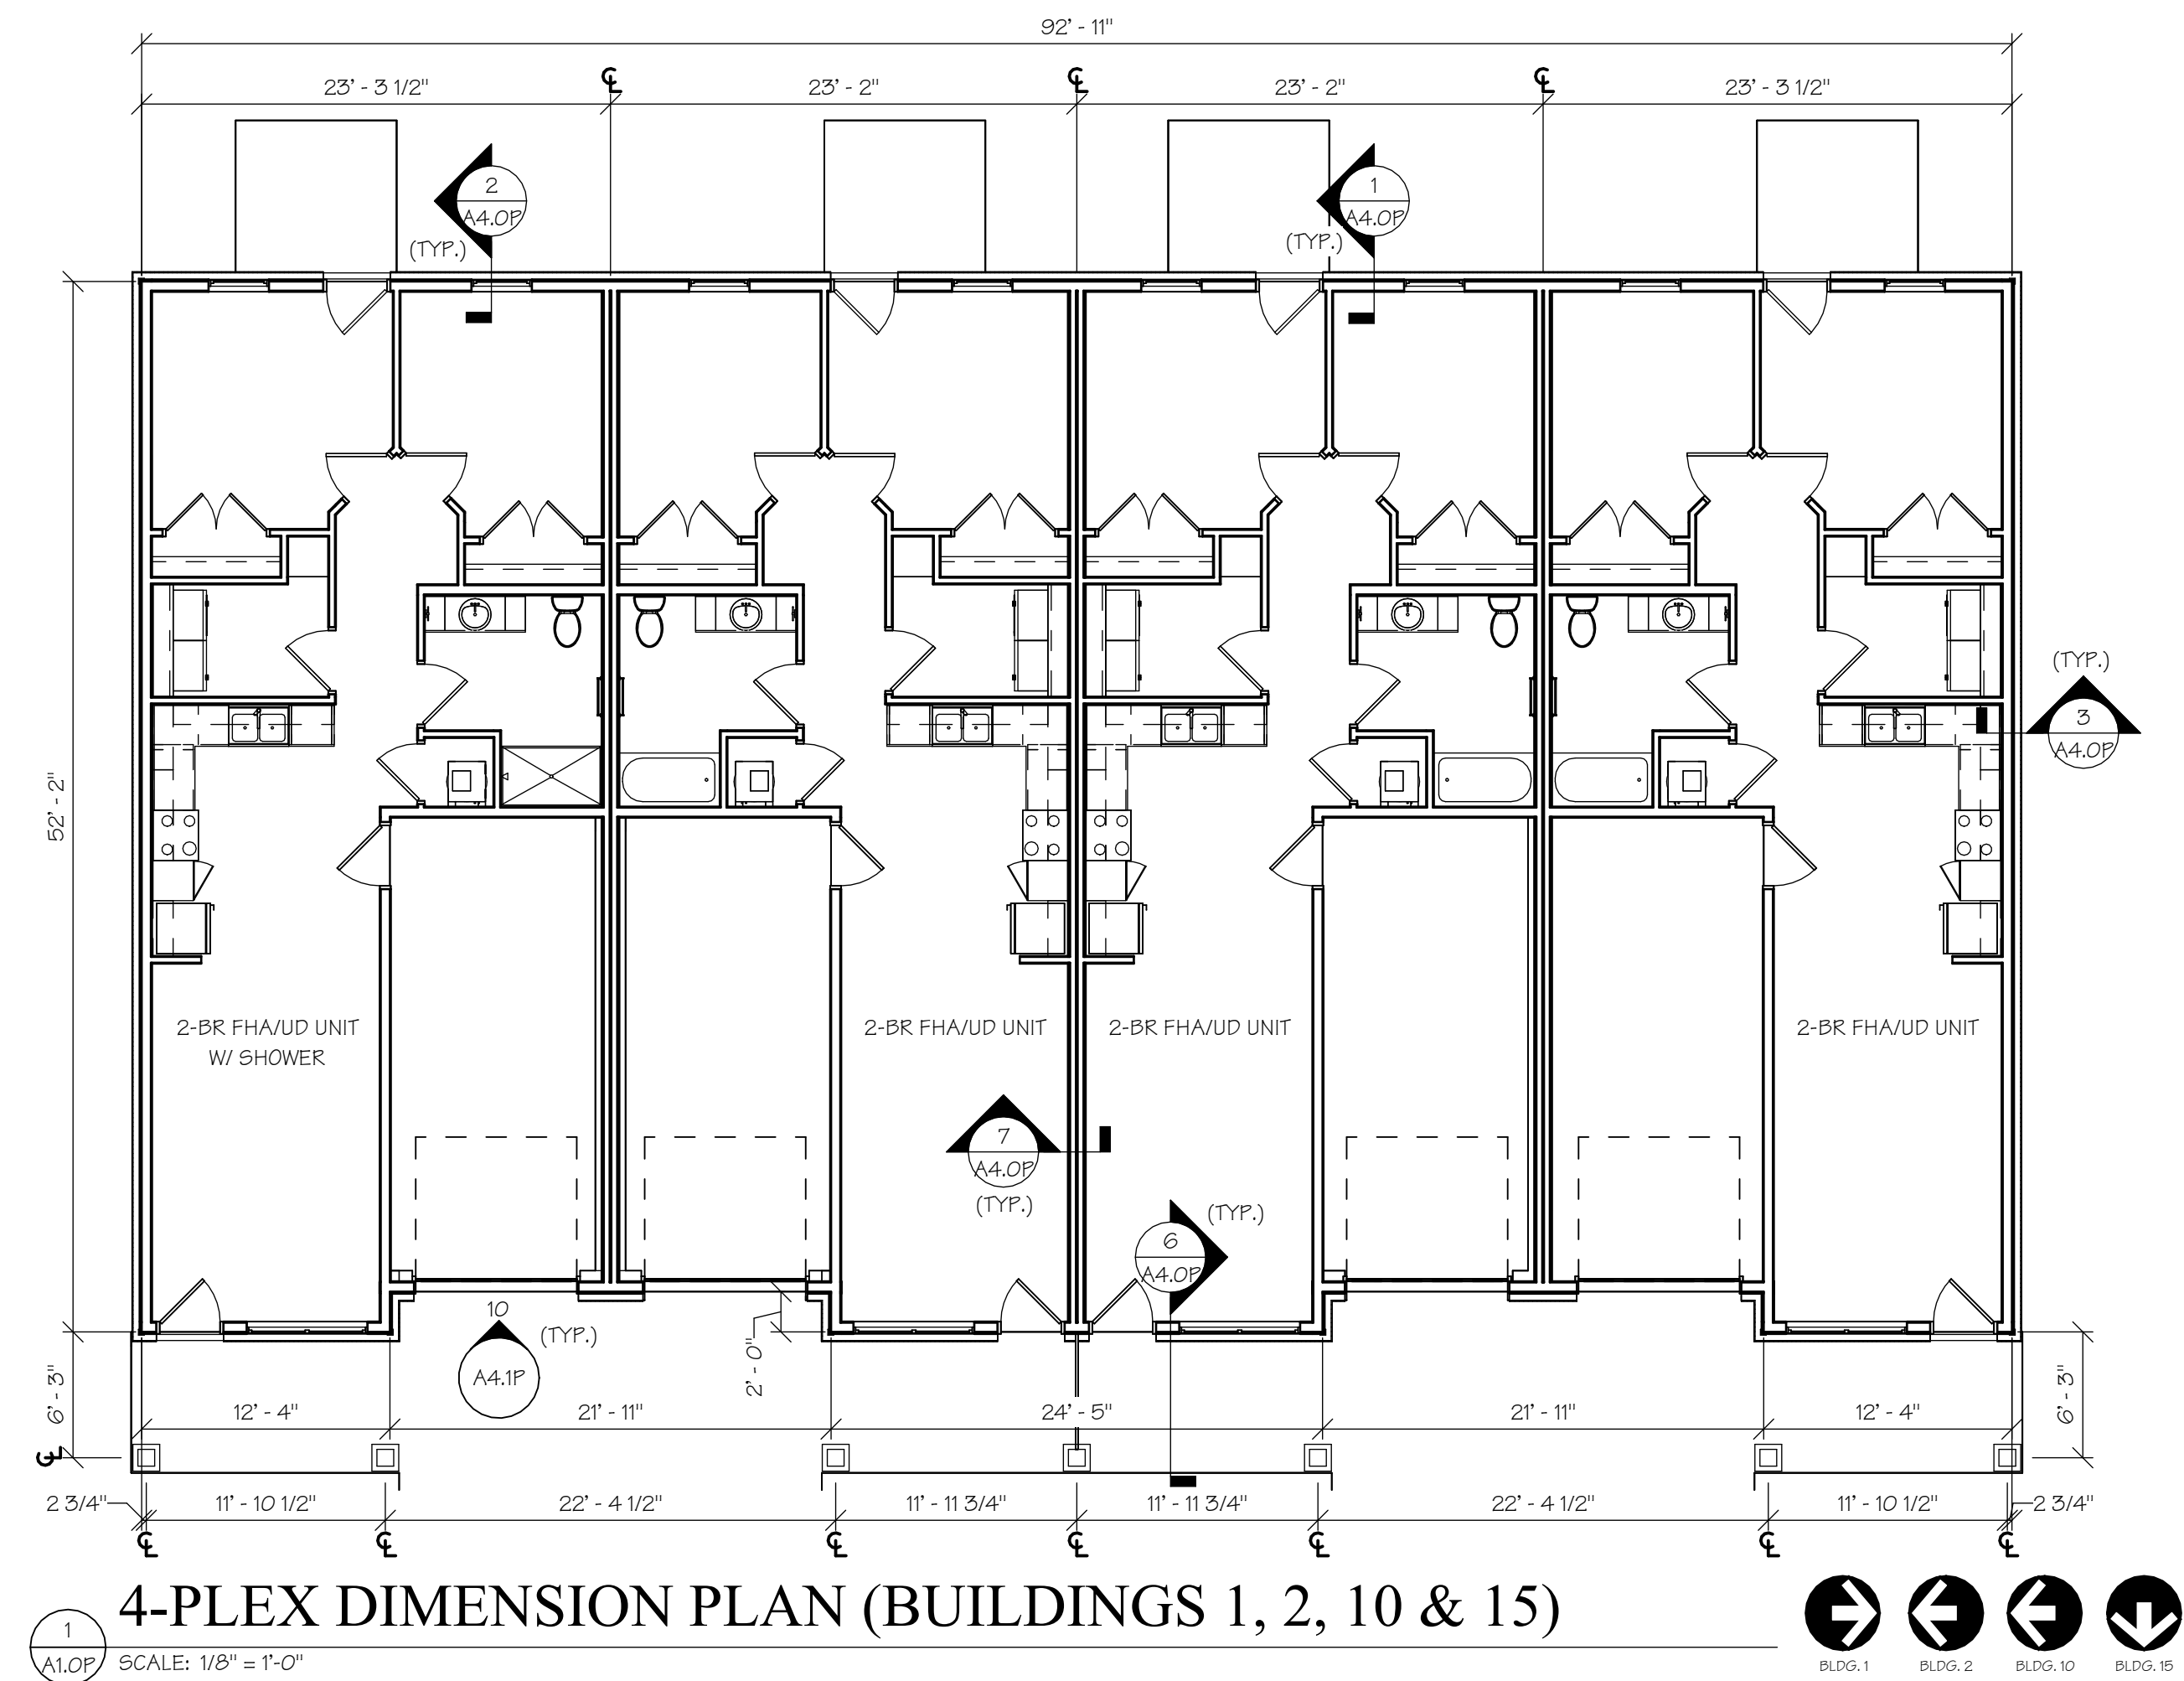 92' - 11"
23' - 3 1/2"
23' - 2"
23' - 2"
23' - 3 1/2"
2
A4.0P
(TYP.)
1
A4.0P
(TYP.)
(TYP.)
3
A4.0P
52' - 2"
2-BR FHA/UD UNIT
W/ SHOWER
2-BR FHA/UD UNIT
2-BR FHA/UD UNIT
2-BR FHA/UD UNIT
7
A4.0P
(TYP.)
6
A4.0P
(TYP.)
10
A4.1P
(TYP.)
2' - 0"
6' - 3"
6' - 3"
12' - 4"
21' - 11"
24' - 5"
21' - 11"
12' - 4"
2 3/4"
11' - 10 1/2"
22' - 4 1/2"
11' - 11 3/4"
11' - 11 3/4"
22' - 4 1/2"
11' - 10 1/2"
2 3/4"
1
A1.0P
4-PLEX DIMENSION PLAN (BUILDINGS 1, 2, 10 & 15)
SCALE: 1/8" = 1'-0"
BLDG. 1
BLDG. 2
BLDG. 10
BLDG. 15